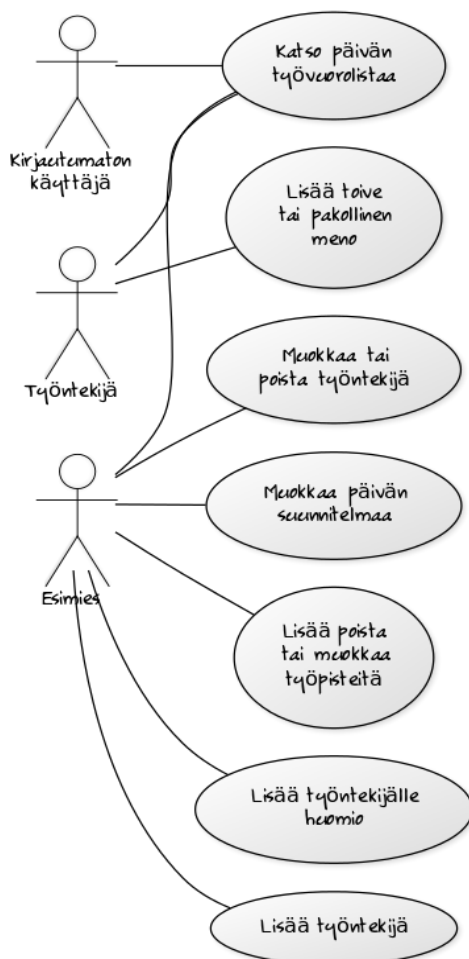 Katso päivän
työvuorolistaa
Kirjautumaton
käyttäjä
Lisää toive
tai pakollinen
meno
Työntekijä
Muokkaa tai
poista työntekijä
Muokkaa päivän
suunnitelmaa
Esimies
Lisää poista
tai muokkaa
työpisteitä
Lisää työntekijälle
huomio
Lisää työntekijä